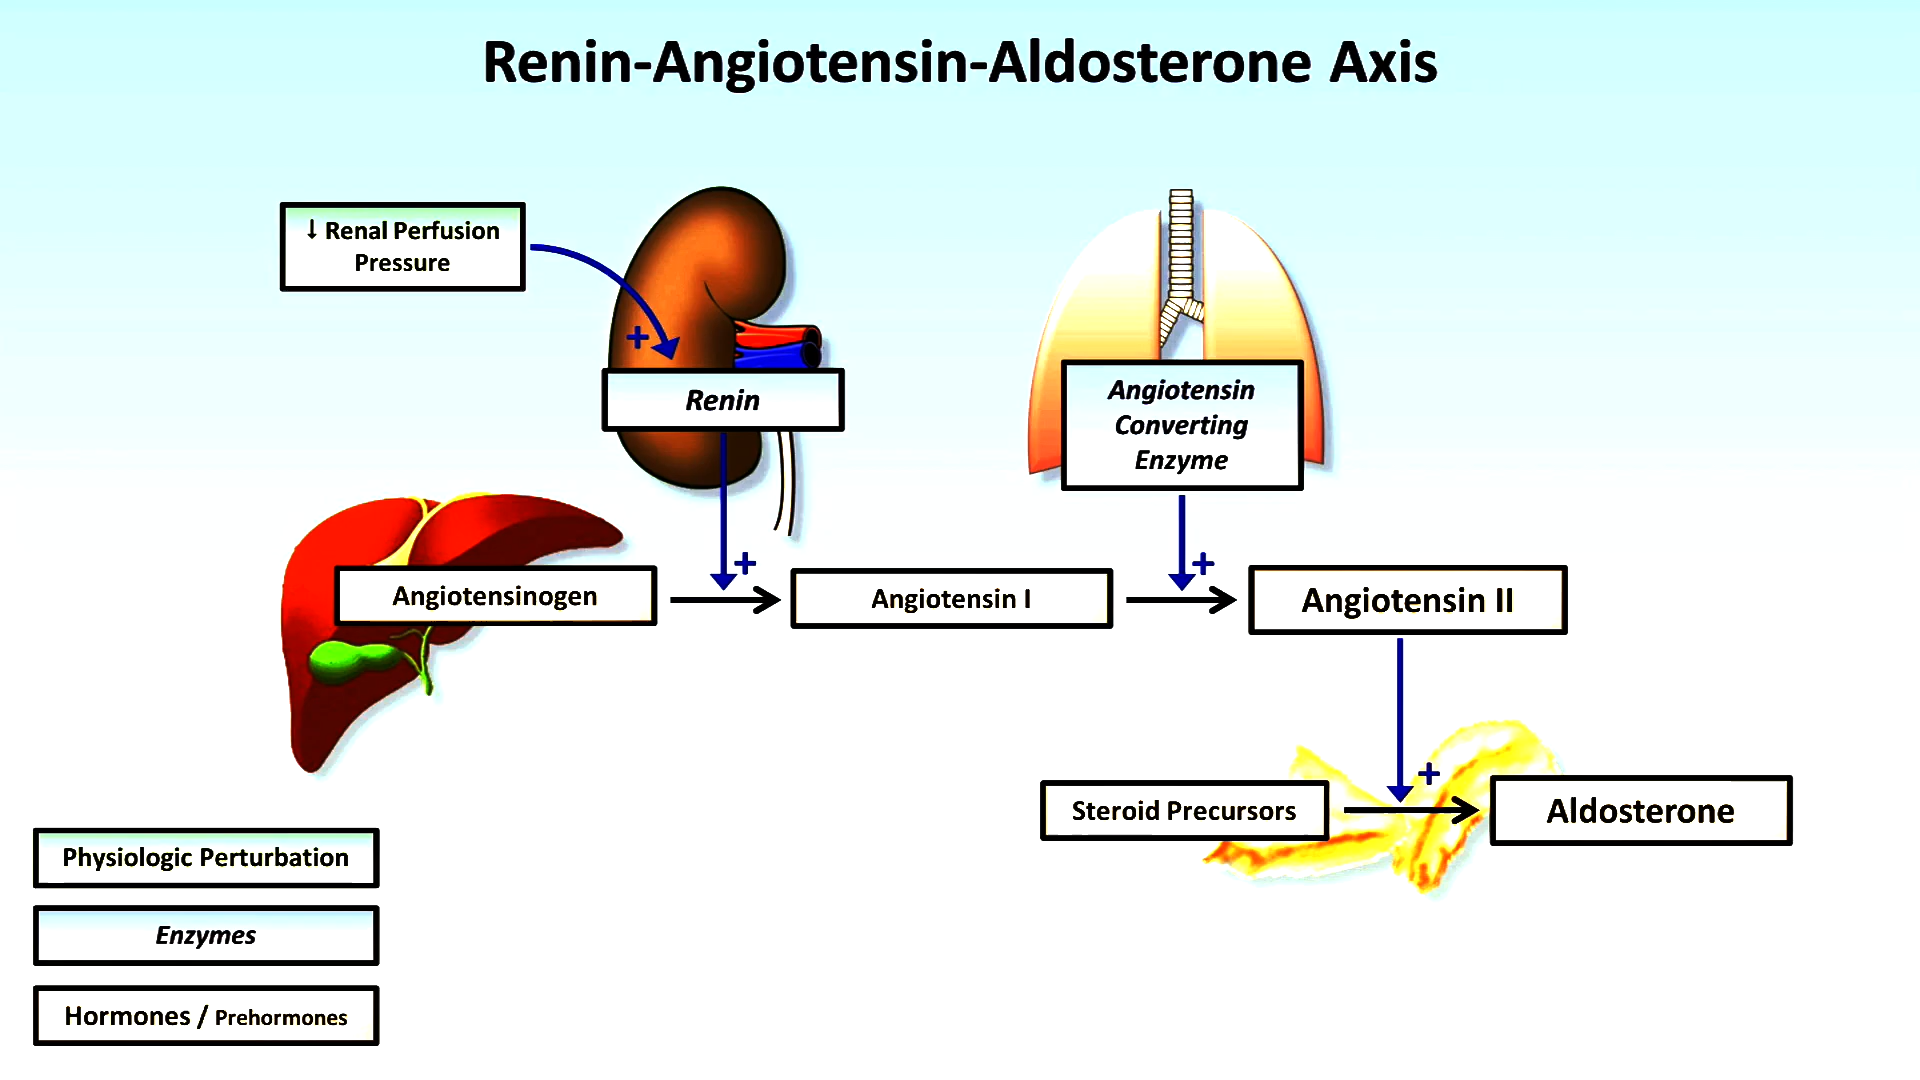 Renin-Angiotensin-Aldosterone Axis
↓ Renal Perfusion
Pressure
+
Renin
Angiotensin
Converting
Enzyme
+
+
Angiotensinogen
Angiotensin I
Angiotensin II
+
Steroid Precursors
Aldosterone
Physiologic Perturbation
Enzymes
Hormones / Prehormones